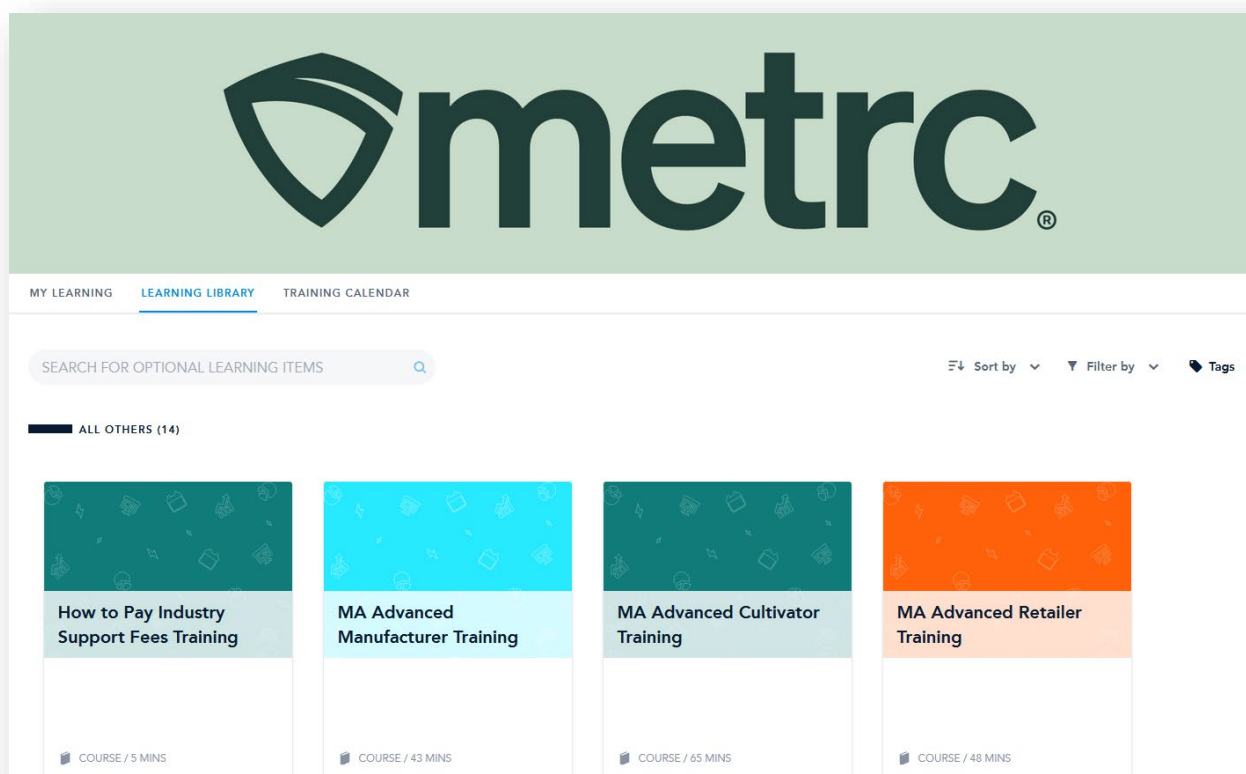 metrc®
MY LEARNING LEARNING LIBRARY TRAINING CALENDAR
SEARCH FOR OPTIONAL LEARNING ITEMS Sort by Filter by Tags
ALL OTHERS (14)
How to Pay Industry
Support Fees Training
COURSE / 5 MINS
MA Advanced
Manufacturer Training
COURSE / 43 MINS
MA Advanced Cultivator
Training
COURSE / 65 MINS
MA Advanced Retailer
Training
COURSE / 48 MINS